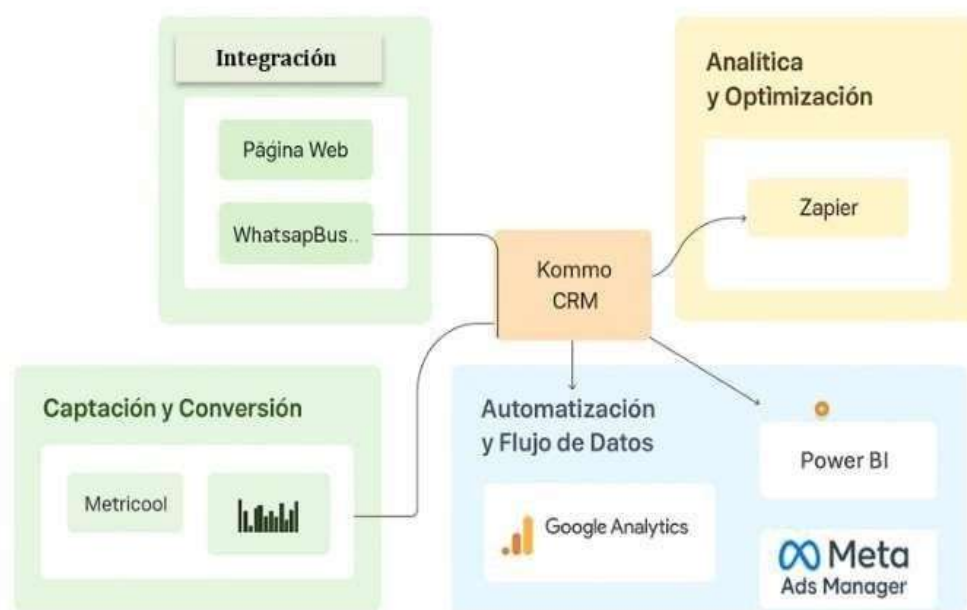 Integración
Página Web
WhatsapBus..
Analítica
y Optimización
Zapier
Kommo
CRM
Captación y Conversión
Metricool
Automatización
y Flujo de Datos
Google Analytics
Power BI
Meta
Ads Manager